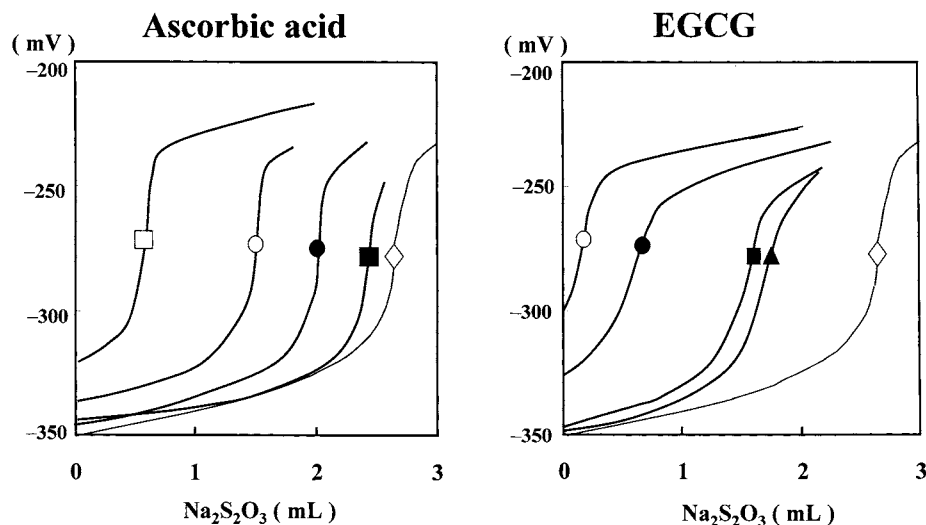 Ascorbic acid
( mV )
−200
−250
−300
−350
0 1 2 3
Na₂S₂O₃ ( mL )
EGCG
( mV )
−200
−250
−300
−350
0 1 2 3
Na₂S₂O₃ ( mL )